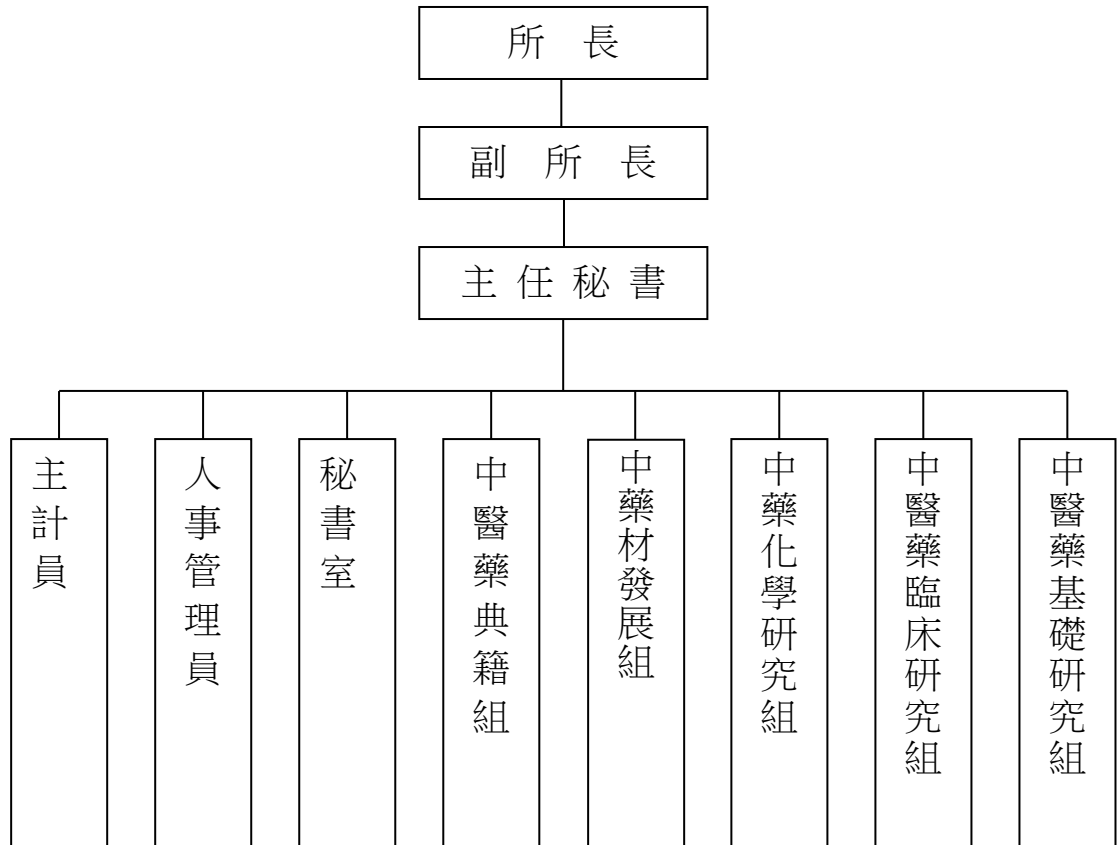 所長
副所長
主任秘書
主計員
人事管理員
秘書室
中醫藥典籍組
中藥材發展組
中藥化學研究組
中醫藥臨床研究組
中醫藥基礎研究組